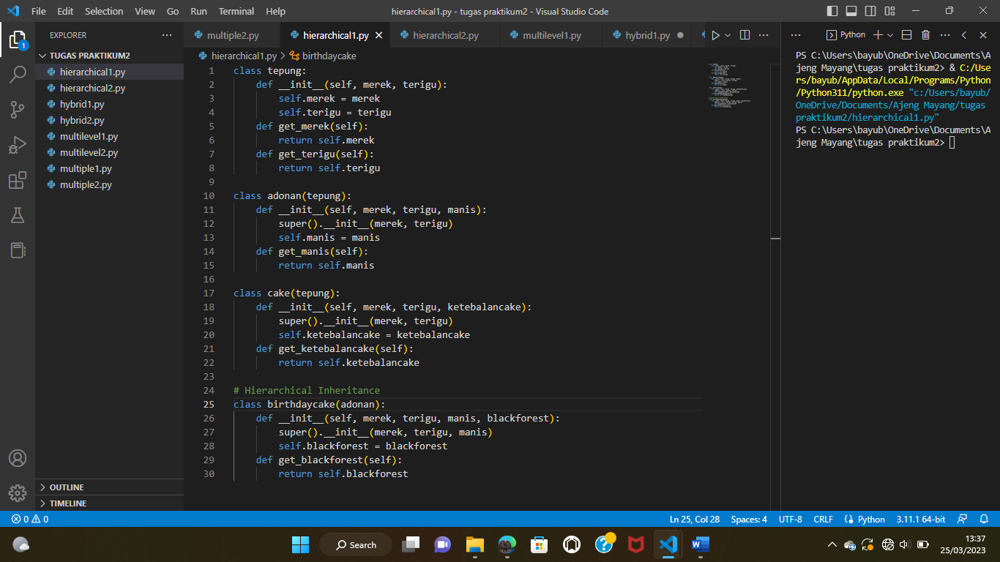 File Edit Selection View Go Run Terminal Help hierarchical1.py - tugas praktikum2 - Visual Studio Code
EXPLORER
TUGAS PRAKTIKUM2
hierarchical1.py
hierarchical2.py
hybrid1.py
hybrid2.py
multilevel1.py
multilevel2.py
multiple1.py
multiple2.py
OUTLINE
TIMELINE
1
multiple2.py hierarchical1.py hierarchical2.py multilevel1.py hybrid1.py
hierarchical1.py > birthdaycake
1 class tepung:
2     def __init__(self, merek, terigu):
3         self.merek = merek
4         self.terigu = terigu
5     def get_merek(self):
6         return self.merek
7     def get_terigu(self):
8         return self.terigu
9
10 class adonan(tepung):
11     def __init__(self, merek, terigu, manis):
12         super().__init__(merek, terigu)
13         self.manis = manis
14     def get_manis(self):
15         return self.manis
16
17 class cake(tepung):
18     def __init__(self, merek, terigu, ketebalancake):
19         super().__init__(merek, terigu)
20         self.ketebalancake = ketebalancake
21     def get_ketebalancake(self):
22         return self.ketebalancake
23
24 # Hierarchical Inheritance
25 class birthdaycake(adonan):
26     def __init__(self, merek, terigu, manis, blackforest):
27         super().__init__(merek, terigu, manis)
28         self.blackforest = blackforest
29     def get_blackforest(self):
30         return self.blackforest
Python
PS C:\Users\bayub\OneDrive\Documents\A
jeng Mayang\tugas praktikum2> & C:/Use
rs/bayub/AppData/Local/Programs/Python
/Python311/python.exe "c:/Users/bayub/
OneDrive/Documents/Ajeng Mayang/tugas
praktikum2/hierarchical1.py"
PS C:\Users\bayub\OneDrive\Documents\A
jeng Mayang\tugas praktikum2>
0 0 Ln 25, Col 28 Spaces: 4 UTF-8 CRLF Python 3.11.1 64-bit
Search
13:37
25/03/2023